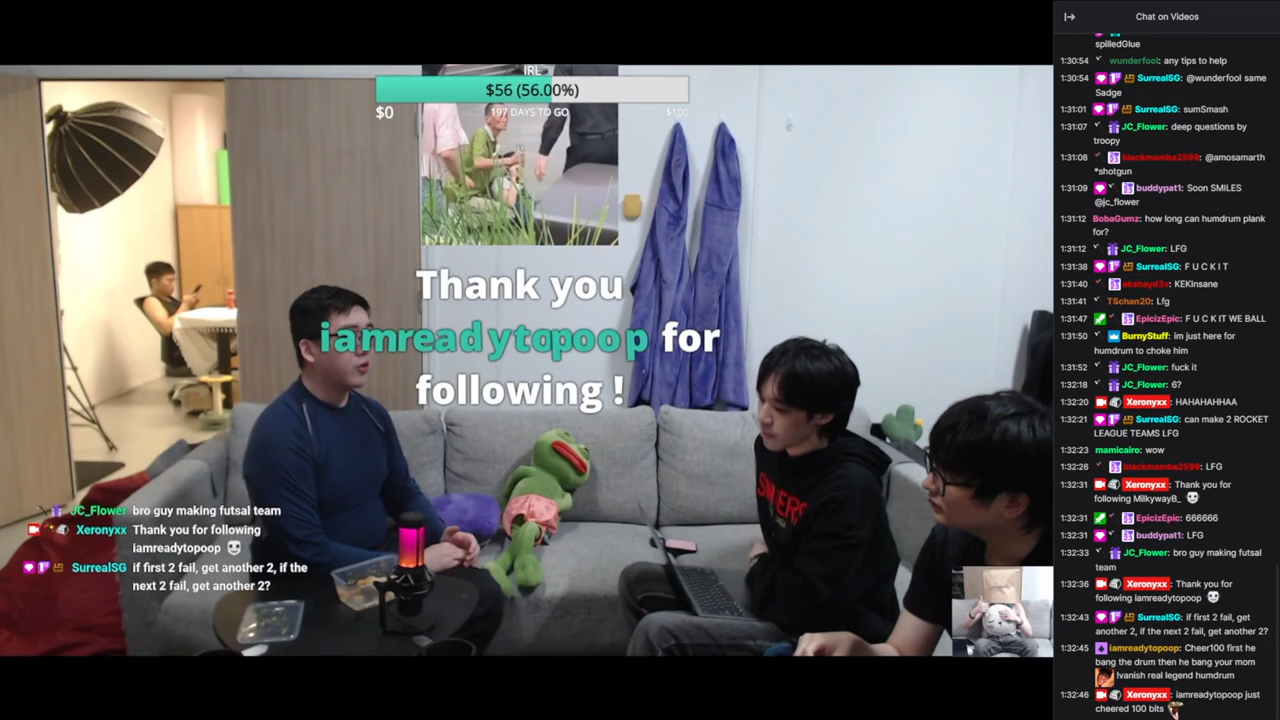 IRL
$56 (56.00%)
$0
197 DAYS TO GO
$100
Thank you
iamreadytopoop for
following !
JC_Flower bro guy making futsal team
Xeronyxx Thank you for following
iamreadytopoop
SurrealSG if first 2 fail, get another 2, if the
next 2 fail, get another 2?
Chat on Videos
spilledGlue
1:30:54 wunderfool: any tips to help
1:30:54 SurrealSG: @wunderfool same
Sadge
1:31:01 SurrealSG: sumSmash
1:31:07 JC_Flower: deep questions by
troopy
1:31:08 blackmamba2599: @amosamarth
*shotgun
1:31:09 buddypat1: Soon SMILES
@jc_flower
1:31:12 BobaGumz: how long can humdrum plank
for?
1:31:12 JC_Flower: LFG
1:31:38 SurrealSG: F U C K I T
1:31:40 akshayd3v: KEKInsane
1:31:41 TSchan20: Lfg
1:31:47 EpicizEpic: F U C K IT WE BALL
1:31:50 BurnyStuff: im just here for
humdrum to choke him
1:31:52 JC_Flower: fuck it
1:32:18 JC_Flower: 6?
1:32:20 Xeronyxx: HAHAHAHHAA
1:32:21 SurrealSG: can make 2 ROCKET
LEAGUE TEAMS LFG
1:32:23 mamicairo: wow
1:32:26 blackmamba2599: LFG
1:32:31 Xeronyxx: Thank you for
following MilkywayB_
1:32:31 EpicizEpic: 666666
1:32:31 buddypat1: LFG
1:32:33 JC_Flower: bro guy making futsal
team
1:32:36 Xeronyxx: Thank you for
following iamreadytopoop
1:32:43 SurrealSG: if first 2 fail, get
another 2, if the next 2 fail, get another 2?
1:32:45 iamreadytopoop: Cheer100 first he
bang the drum then he bang your mom
Ivanish real legend humdrum
1:32:46 Xeronyxx: iamreadytopoop just
cheered 100 bits